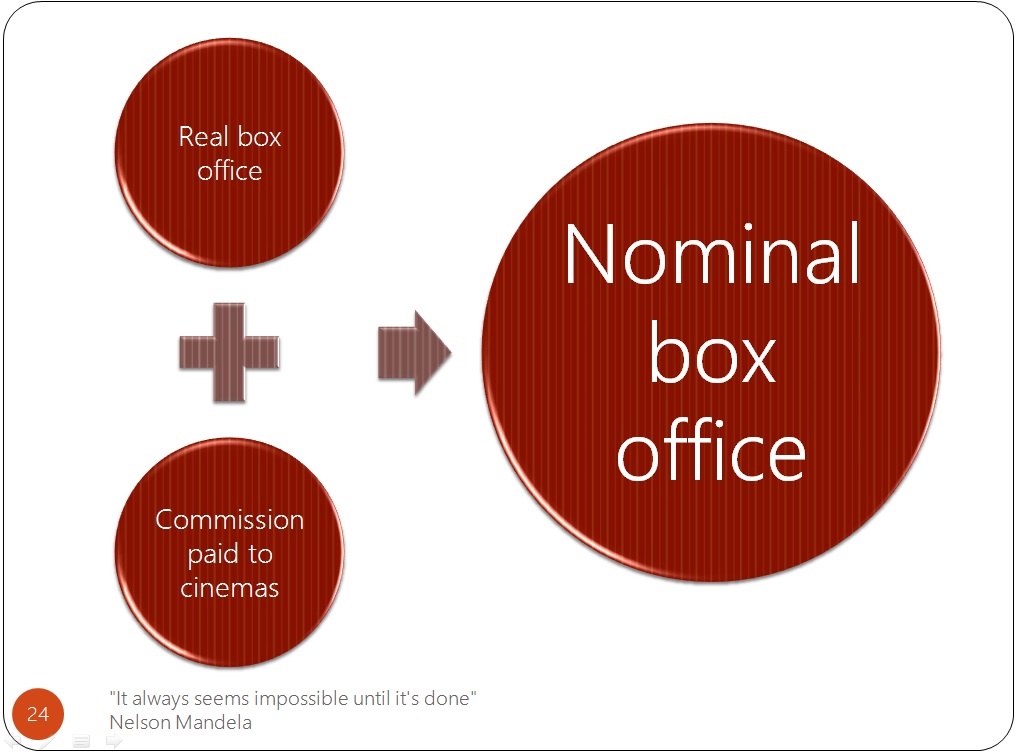 Real box
office
Commission
paid to
cinemas
Nominal
box
office
24
"It always seems impossible until it's done"
Nelson Mandela